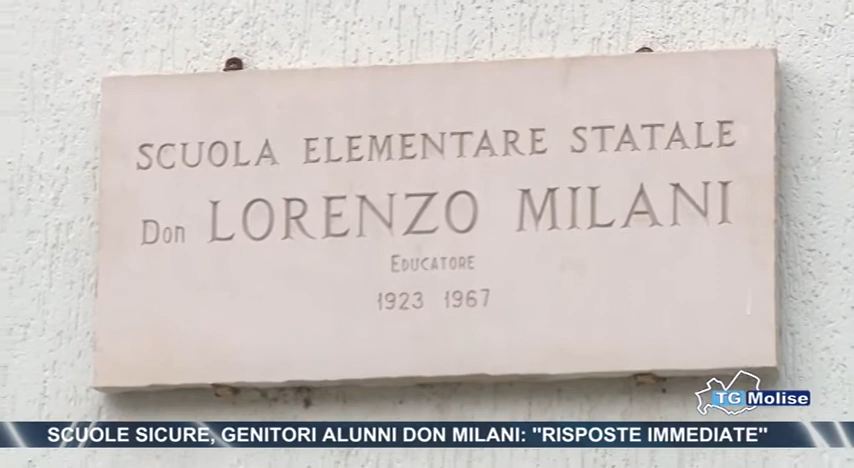 SCUOLA ELEMENTARE STATALE
Don LORENZO MILANI
EDUCATORE
1923 1967
TG Molise
SCUOLE SICURE, GENITORI ALUNNI DON MILANI: "RISPOSTE IMMEDIATE"